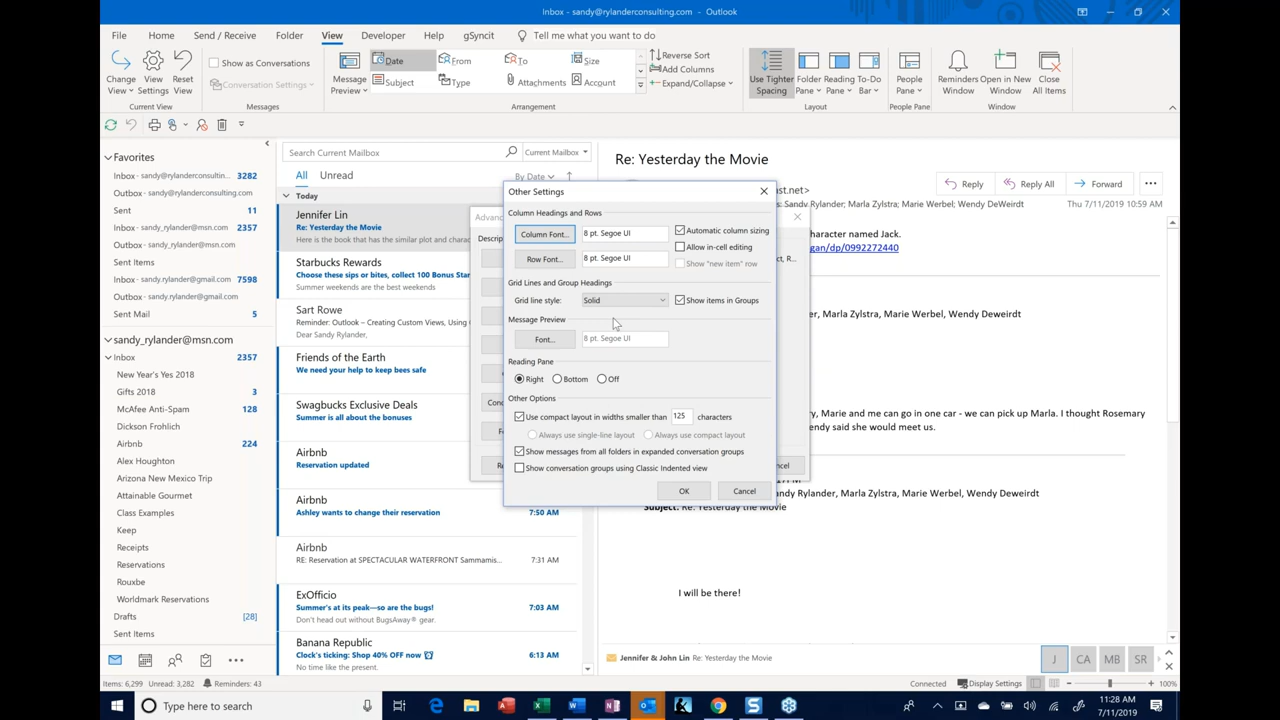 Inbox - sandy@rylanderconsulting.com - Outlook
File Home Send / Receive Folder View Developer Help gSyncit Tell me what you want to do
Change View View Settings Reset View
Current View
Show as Conversations
Conversation Settings
Messages
Message Preview
Date From To Size
Subject Type Attachments Account
Arrangement
Reverse Sort
Add Columns
Expand/Collapse
Use Tighter Spacing Folder Pane Reading Pane To-Do Bar
Layout
People Pane
People Pane
Reminders Window Open in New Window Close All Items
Window
Favorites
Inbox - sandy@rylanderconsultin... 3282
Outbox - sandy@rylanderconsulting.com
Sent 11
Inbox - sandy_rylander@msn.com 2357
Outbox - sandy_rylander@msn.com
Sent Items
Inbox - sandyrylander@gmail.com 7598
Outbox - sandyrylander@gmail.com
Sent Mail 5
sandy_rylander@msn.com
Inbox 2357
New Year's Yes 2018
Gifts 2018 3
McAfee Anti-Spam 128
Dickson Frohlich
Airbnb 224
Alex Houghton
Arizona New Mexico Trip
Attainable Gourmet
Class Examples
Keep
Receipts
Reservations
Rouxbe
Worldmark Reservations
Drafts [28]
Sent Items
Search Current Mailbox Current Mailbox
All Unread By Date
Today
Jennifer Lin
Re: Yesterday the Movie
Here is the book that has the similar plot and charac
Starbucks Rewards
Choose these sips or bites, collect 100 Bonus Star
Summer weekends are the best weekends.
Sart Rowe
Reminder: Outlook – Creating Custom Views, Using
Dear Sandy Rylander,
Friends of the Earth
We need your help to keep bees safe
Swagbucks Exclusive Deals
Summer is all about the bonuses
Airbnb
Reservation updated
Airbnb
Ashley wants to change their reservation 7:50 AM
Airbnb
RE: Reservation at SPECTACULAR WATERFRONT Sammamis... 7:31 AM
ExOfficio
Summer's at its peak—so are the bugs! 7:03 AM
Don't head out without BugsAway® gear.
Banana Republic
Clock's ticking: Shop 40% OFF now 6:13 AM
No time like the present.
Advanc
Descrip
ct, R...
Con
F
R
ncel
Other Settings
Column Headings and Rows
Column Font... 8 pt. Segoe UI Automatic column sizing
Allow in-cell editing
Row Font... 8 pt. Segoe UI Show "new item" row
Grid Lines and Group Headings
Grid line style: Solid Show items in Groups
Message Preview
Font... 8 pt. Segoe UI
Reading Pane
Right Bottom Off
Other Options
Use compact layout in widths smaller than 125 characters
Always use single-line layout Always use compact layout
Show messages from all folders in expanded conversation groups
Show conversation groups using Classic Indented view
OK Cancel
Re: Yesterday the Movie
Reply Reply All Forward
ast.net>
; Sandy Rylander; Marla Zylstra; Marie Werbel; Wendy DeWeirdt Thu 7/11/2019 10:59 AM
character named Jack.
gan/dp/0992272440
er, Marla Zylstra, Marie Werbel, Wendy Deweirdt
ry, Marie and me can go in one car - we can pick up Marla. I thought Rosemary
endy said she would meet us.
ndy Rylander, Marla Zylstra, Marie Werbel, Wendy Deweirdt
Subject: Re: Yesterday the Movie
I will be there!
Jennifer & John Lin Re: Yesterday the Movie J CA MB SR
Items: 6,299 Unread: 3,282 Reminders: 43 Connected Display Settings 100%
Type here to search
11:28 AM
7/11/2019